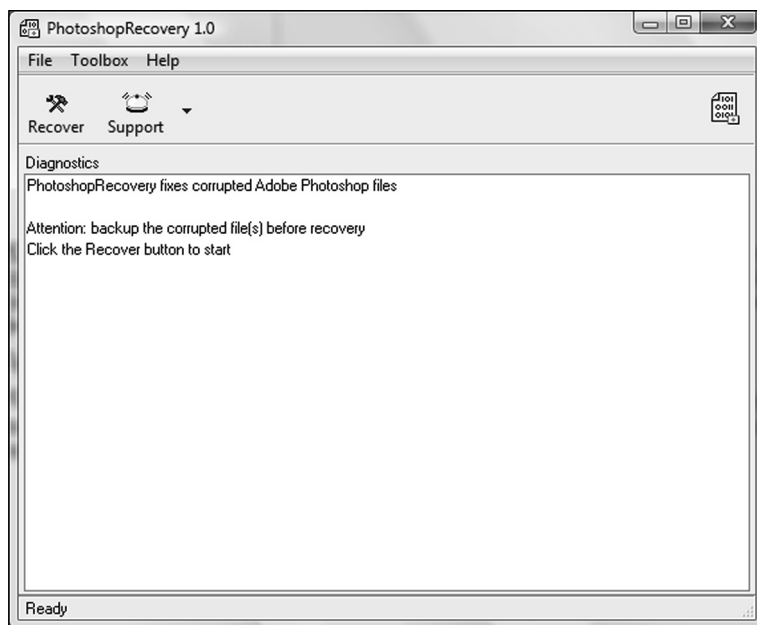 PhotoshopRecovery 1.0
File Toolbox Help
Recover Support
Diagnostics
PhotoshopRecovery fixes corrupted Adobe Photoshop files
Attention: backup the corrupted file(s) before recovery
Click the Recover button to start
Ready